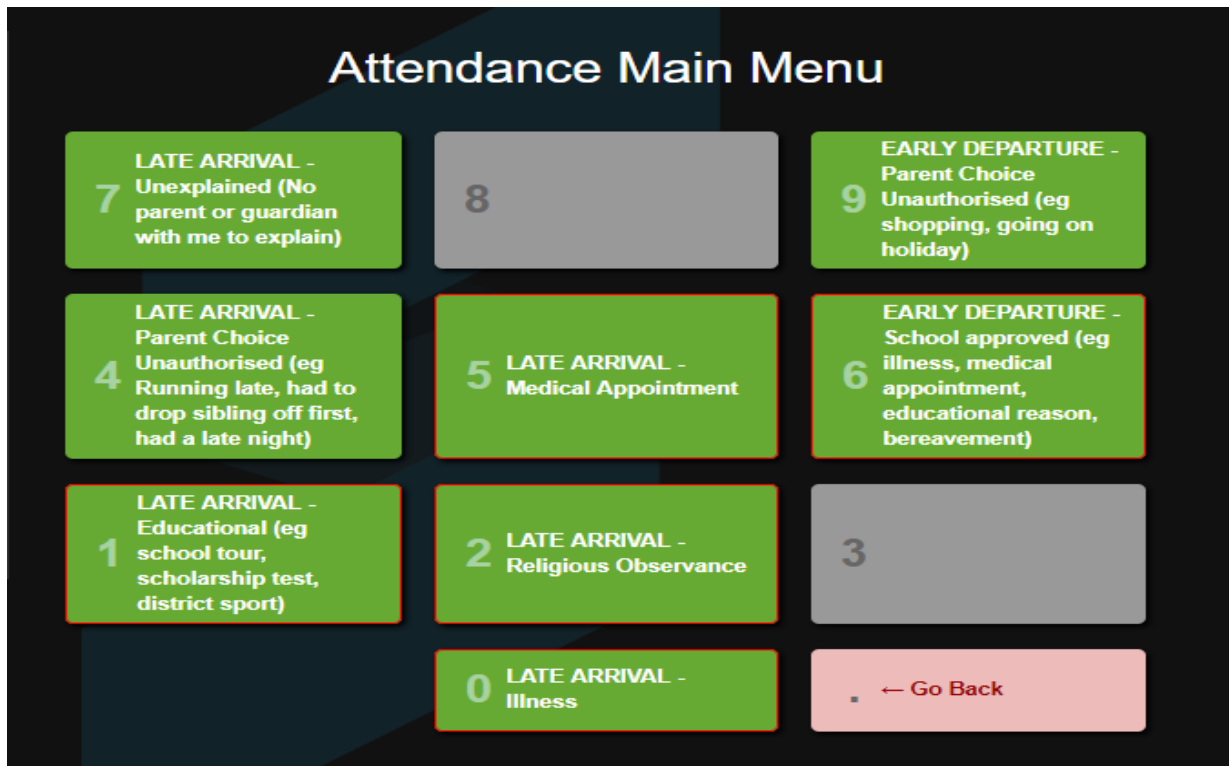 Attendance Main Menu
7
LATE ARRIVAL -
Unexplained (No
parent or guardian
with me to explain)
8
9
EARLY DEPARTURE -
Parent Choice
Unauthorised (eg
shopping, going on
holiday)
4
LATE ARRIVAL -
Parent Choice
Unauthorised (eg
Running late, had to
drop sibling off first,
had a late night)
5
LATE ARRIVAL -
Medical Appointment
6
EARLY DEPARTURE -
School approved (eg
illness, medical
appointment,
educational reason,
bereavement)
1
LATE ARRIVAL -
Educational (eg
school tour,
scholarship test,
district sport)
2
LATE ARRIVAL -
Religious Observance
3
0
LATE ARRIVAL -
Illness
.
← Go Back